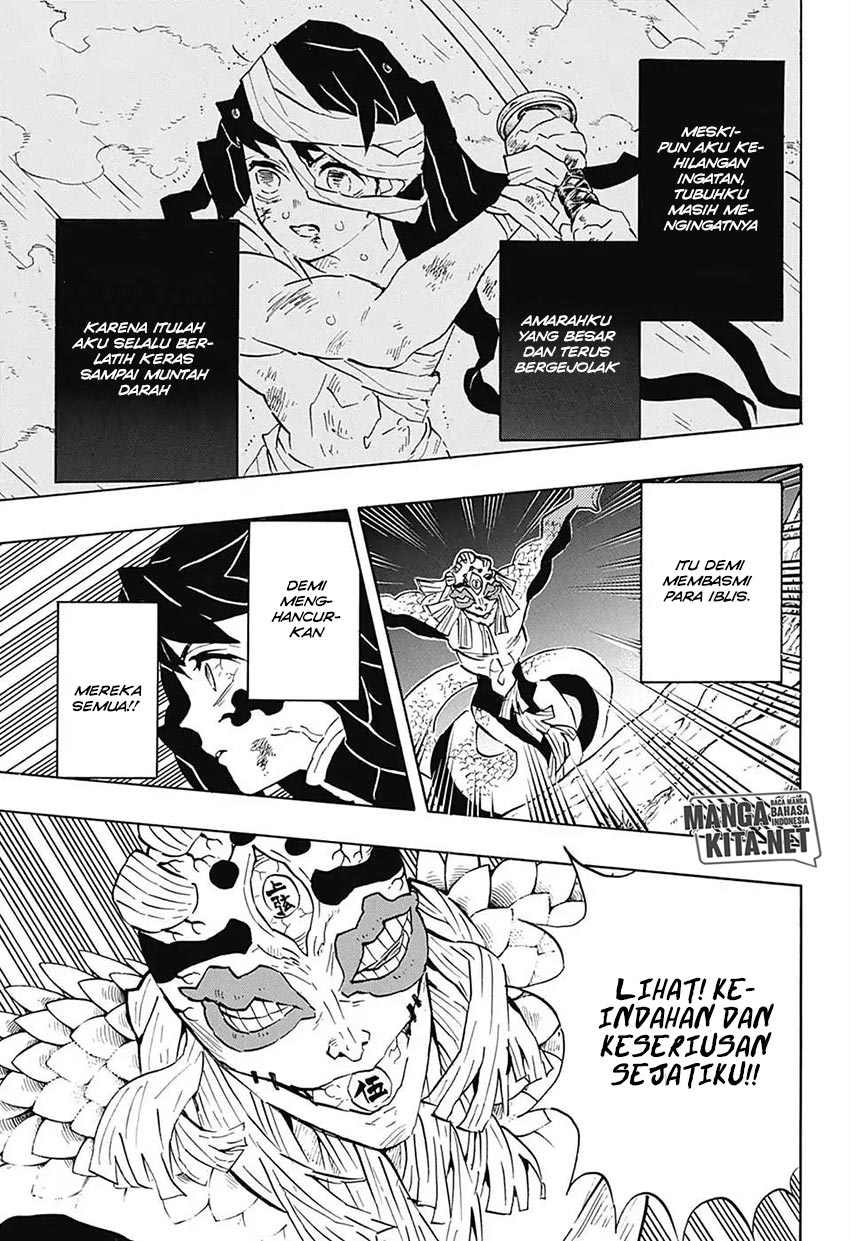 MESKI-
PUN AKU KE-
HILANGAN
INGATAN,
TUBUHKU
MASIH ME-
NGINGATNYA
AMARAHKU
YANG BESAR
DAN TERUS
BERGEJOLAK
KARENA ITULAH
AKU SELALU BER-
LATIH KERAS
SAMPAI MUNTAH
DARAH
ITU DEMI
MEMBASMI
PARA IBLIS.
DEMI
MENG-
HANCUR-
KAN
MEREKA
SEMUA!!
MANGA
KITA.NET
BACA MANGA
BAHASA
INDONESIA
上弦
伍
LIHAT! KE-
INDAHAN DAN
KESERIUSAN
SEJATIKU!!